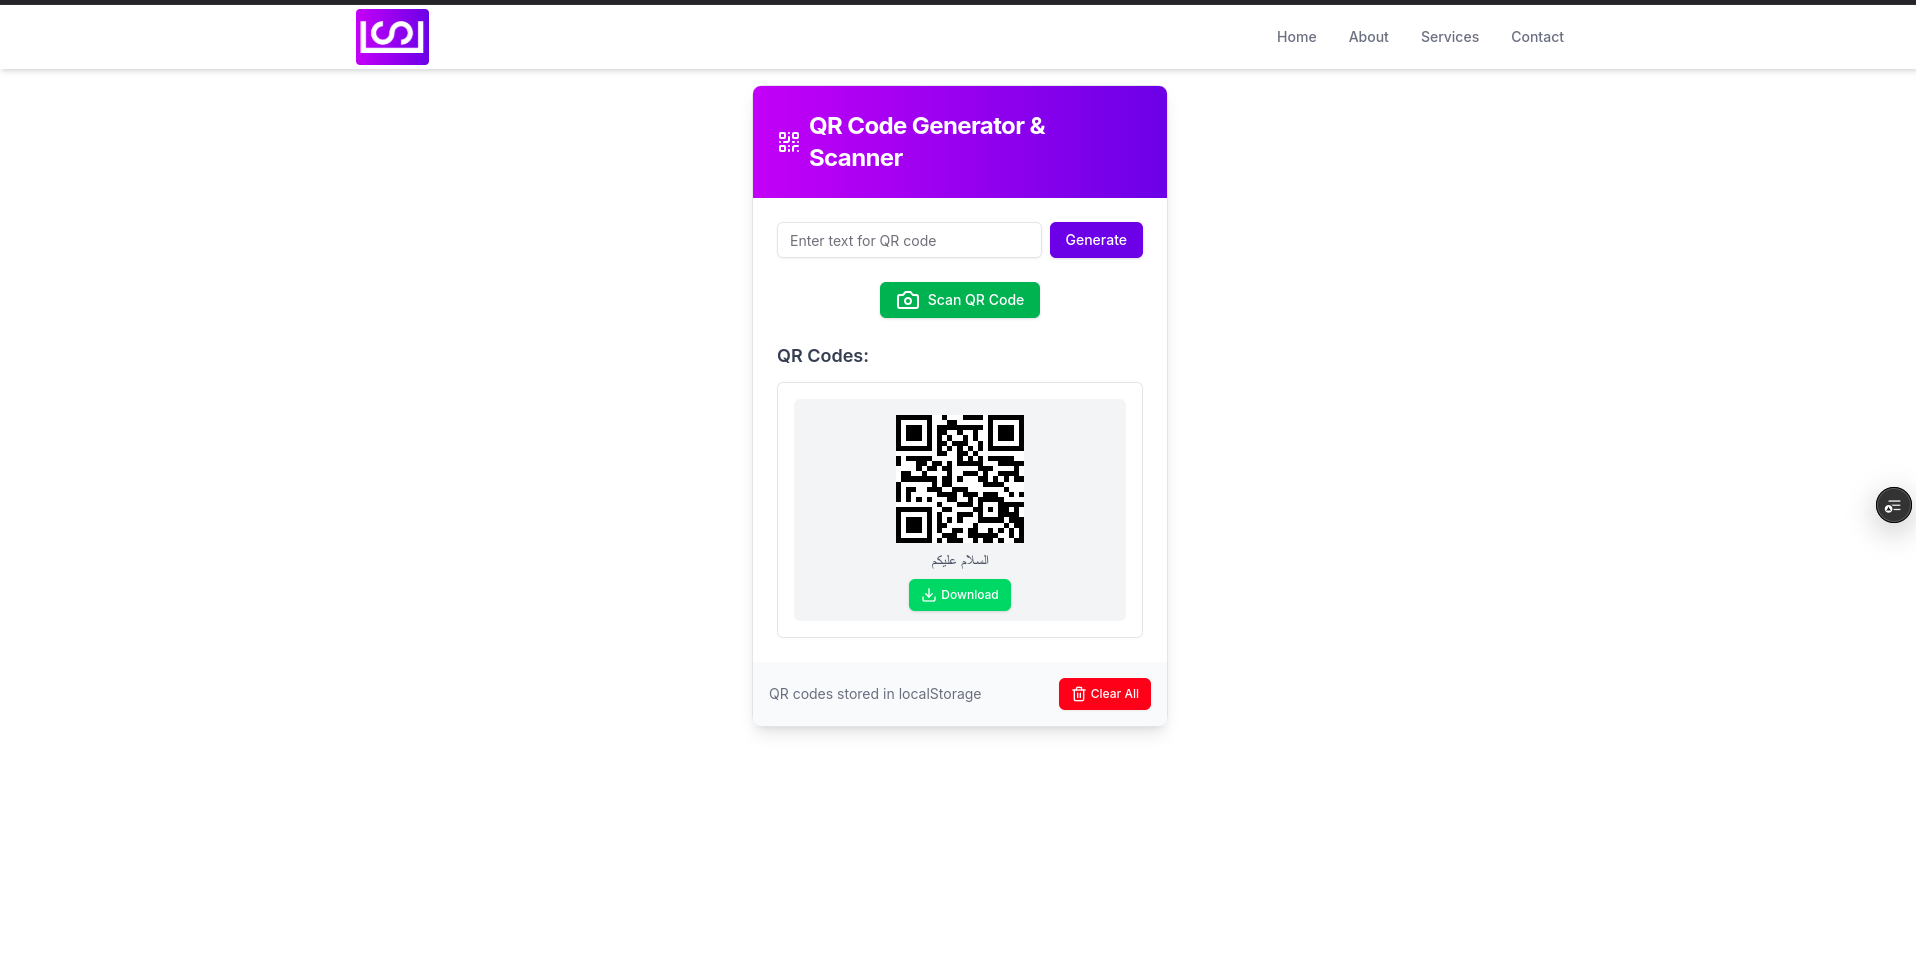 Home
About
Services
Contact
QR Code Generator &
Scanner
Enter text for QR code
Generate
Scan QR Code
QR Codes:
السلام عليكم
Download
QR codes stored in localStorage
Clear All